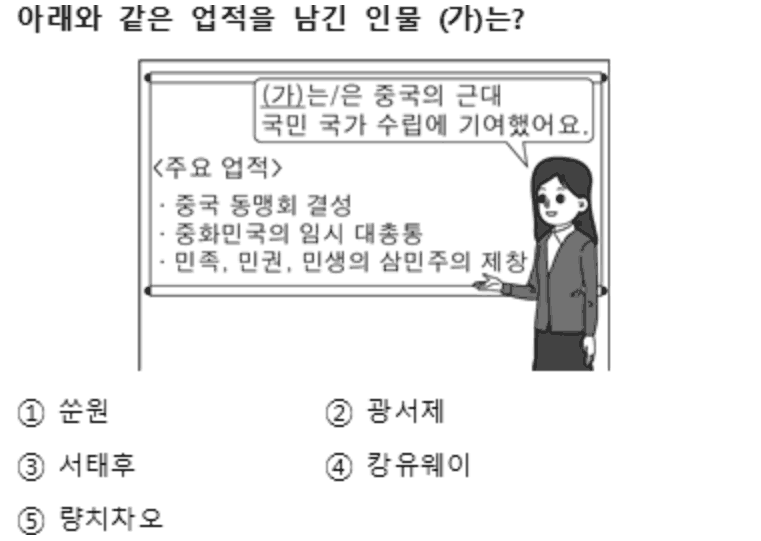 아래와 같은 업적을 남긴 인물 (가)는?
(가)는/은 중국의 근대
국민 국가 수립에 기여했어요.
<주요 업적>
· 중국 동맹회 결성
· 중화민국의 임시 대총통
· 민족, 민권, 민생의 삼민주의 제창
① 쑨원
② 광서제
③ 서태후
④ 캉유웨이
⑤ 량치차오